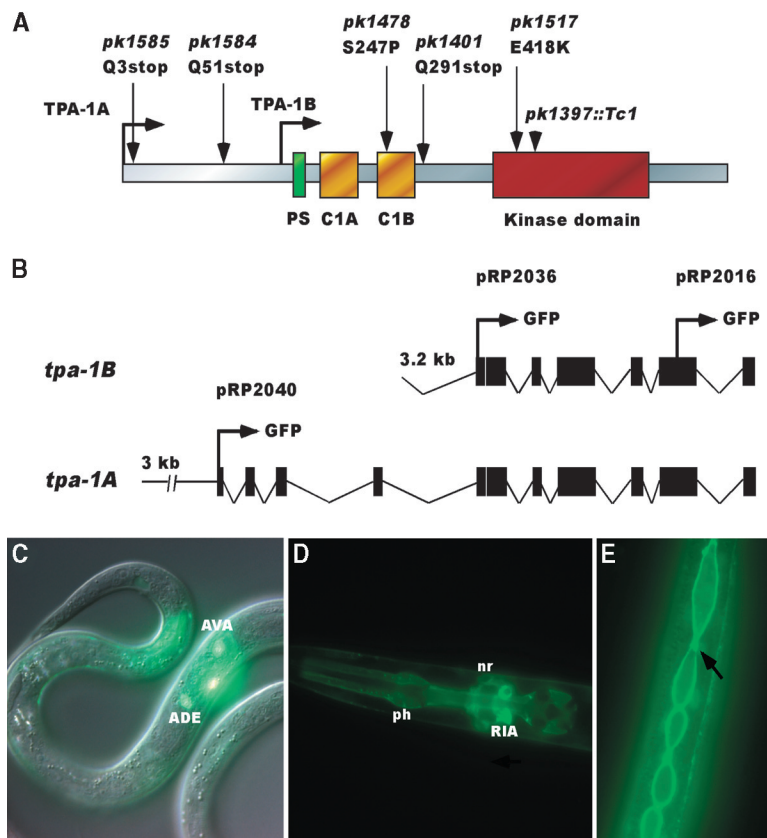 A
pk1585 pk1584 pk1478 pk1401 pk1517
Q3stop Q51stop S247P Q291stop E418K
TPA-1A TPA-1B pk1397::Tc1
PS C1A C1B Kinase domain
B
pRP2036 pRP2016
GFP GFP
tpa-1B 3.2 kb
pRP2040
GFP
tpa-1A 3 kb
C D E
AVA
ADE
nr
ph
RIA